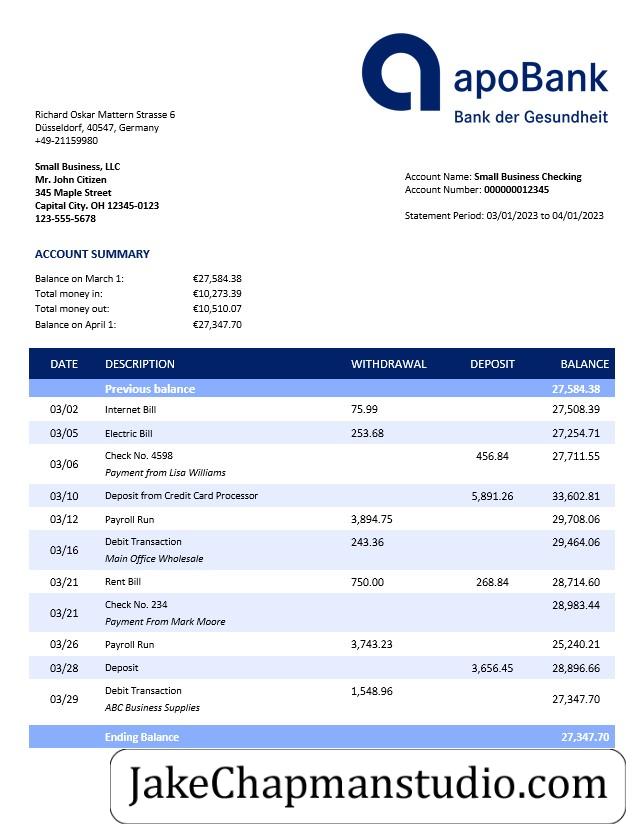 apoBank
Bank der Gesundheit
Richard Oskar Mattern Strasse 6
Düsseldorf, 40547, Germany
+49-21159980
Small Business, LLC
Mr. John Citizen
345 Maple Street
Capital City. OH 12345-0123
123-555-5678
Account Name: Small Business Checking
Account Number: 000000012345
Statement Period: 03/01/2023 to 04/01/2023
ACCOUNT SUMMARY
Balance on March 1: €27,584.38
Total money in: €10,273.39
Total money out: €10,510.07
Balance on April 1: €27,347.70
DATE DESCRIPTION WITHDRAWAL DEPOSIT BALANCE
Previous balance 27,584.38
03/02 Internet Bill 75.99 27,508.39
03/05 Electric Bill 253.68 27,254.71
03/06 Check No. 4598 456.84 27,711.55
Payment from Lisa Williams
03/10 Deposit from Credit Card Processor 5,891.26 33,602.81
03/12 Payroll Run 3,894.75 29,708.06
03/16 Debit Transaction 243.36 29,464.06
Main Office Wholesale
03/21 Rent Bill 750.00 268.84 28,714.60
03/21 Check No. 234 28,983.44
Payment From Mark Moore
03/26 Payroll Run 3,743.23 25,240.21
03/28 Deposit 3,656.45 28,896.66
03/29 Debit Transaction 1,548.96 27,347.70
ABC Business Supplies
Ending Balance 27,347.70
JakeChapmanstudio.com